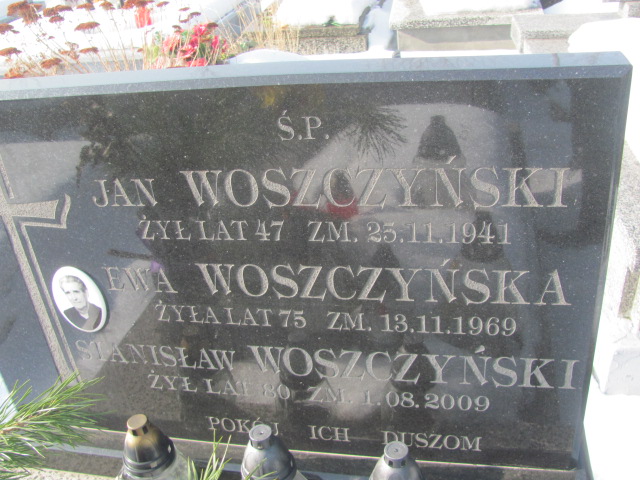 Ś.P.
JAN WOSZCZYŃSKI
ŻYŁ LAT 47 ZM. 25.11.1941
EWA WOSZCZYŃSKA
ŻYŁA LAT 75 ZM. 13.11.1969
STANISŁAW WOSZCZYŃSKI
ŻYŁ LAT 80 ZM. 1.08.2009
POKÓJ ICH DUSZOM